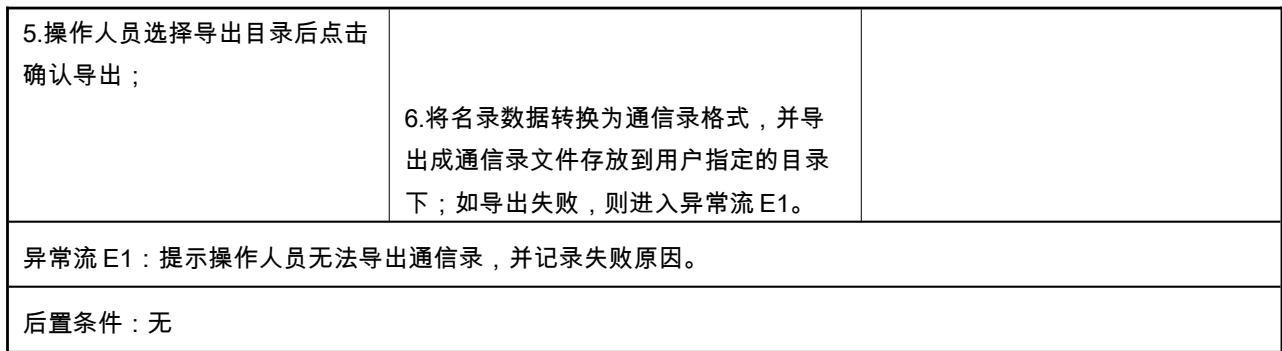 5.操作人员选择导出目录后点击
确认导出；
6.将名录数据转换为通信录格式，并导
出成通信录文件存放到用户指定的目录
下；如导出失败，则进入异常流 E1。
异常流 E1：提示操作人员无法导出通信录，并记录失败原因。
后置条件：无